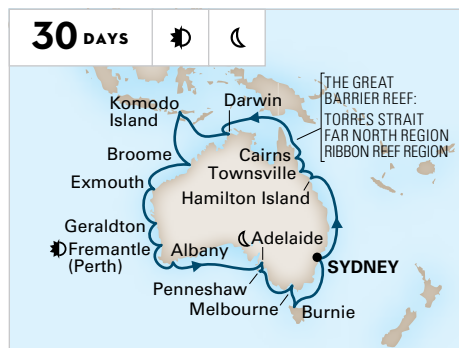 30 DAYS
THE GREAT
BARRIER REEF:
TORRES STRAIT
FAR NORTH REGION
RIBBON REEF REGION
Komodo
Island
Darwin
Broome
Cairns
Townsville
Exmouth
Hamilton Island
Geraldton
Fremantle
(Perth)
Albany
Adelaide
SYDNEY
Penneshaw
Melbourne
Burnie